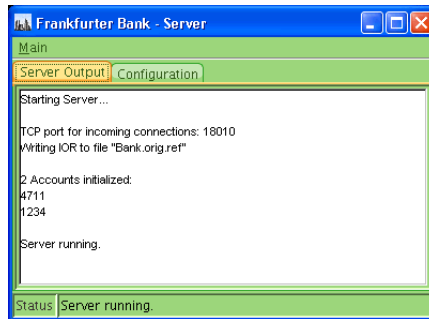 Frankfurter Bank - Server
Main
Server Output Configuration
Starting Server...
TCP port for incoming connections: 18010
Writing IOR to file "Bank.orig.ref"
2 Accounts initialized:
4711
1234
Server running.
Status Server running.